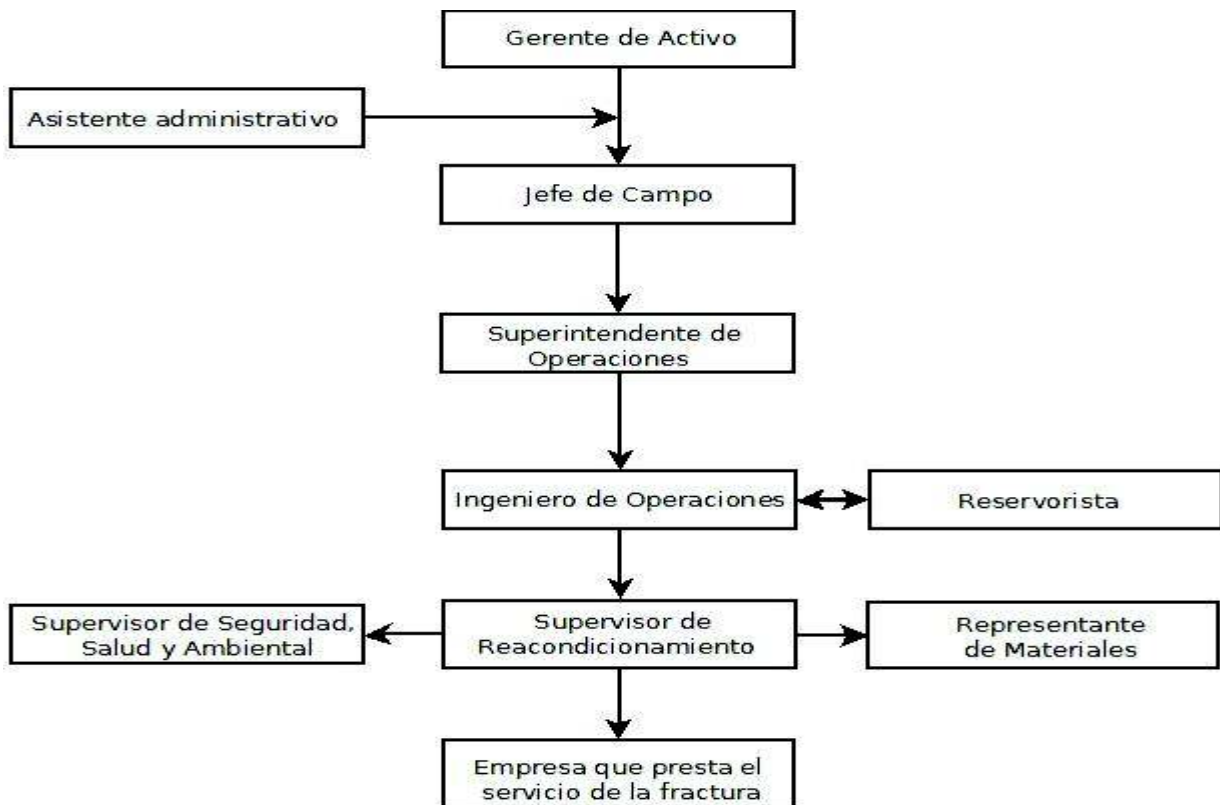 Gerente de Activo
Asistente administrativo
Jefe de Campo
Superintendente de
Operaciones
Ingeniero de Operaciones
Reservorista
Supervisor de Seguridad,
Salud y Ambiental
Supervisor de
Reacondicionamiento
Representante
de Materiales
Empresa que presta el
servicio de la fractura